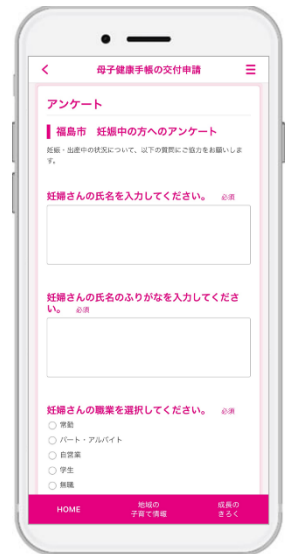 母子健康手帳の交付申請
アンケート
福島市 妊娠中の方へのアンケート
妊娠・出産中の状況について、以下の質問にご協力をお願いしま
す。
妊婦さんの氏名を入力してください。 必須
妊婦さんの氏名のふりがなを入力してくださ
い。 必須
妊婦さんの職業を選択してください。 必須
常勤
パート・アルバイト
自営業
学生
無職
HOME
地域の
子育て情報
成長の
きろく